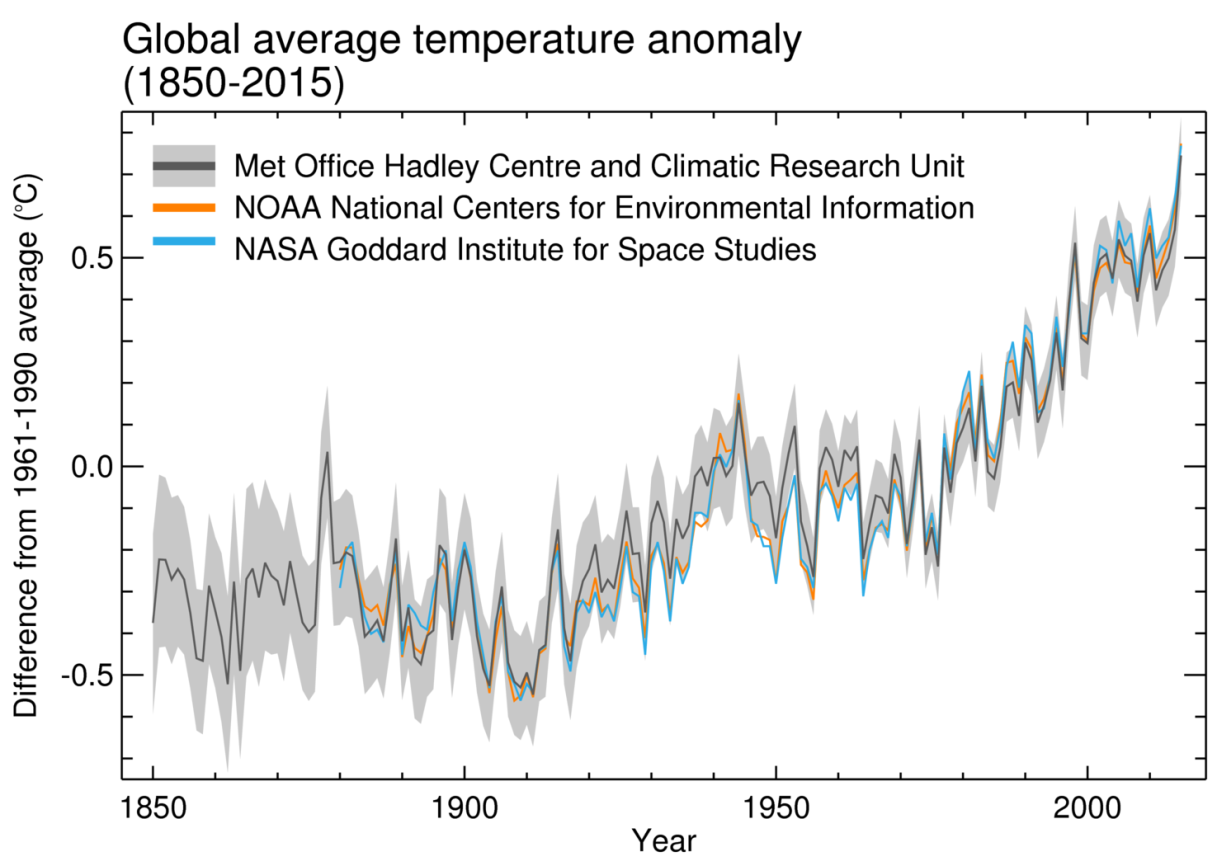 Global average temperature anomaly
(1850-2015)
Met Office Hadley Centre and Climatic Research Unit
NOAA National Centers for Environmental Information
NASA Goddard Institute for Space Studies
Difference from 1961-1990 average (°C)
0.5
0.0
-0.5
1850
1900
1950
2000
Year